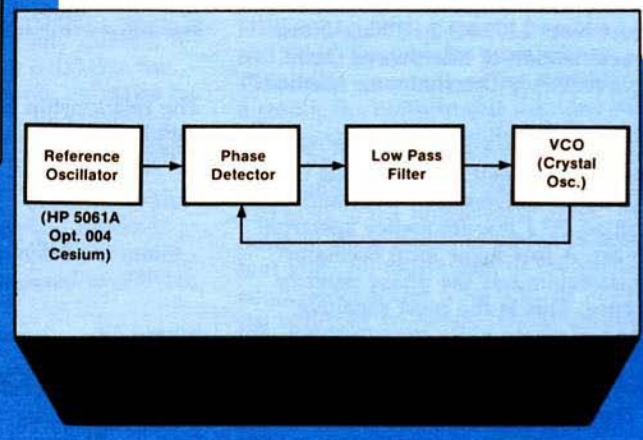 Reference
Oscillator
(HP 5061A
Opt. 004
Cesium)
Phase
Detector
Low Pass
Filter
VCO
(Crystal
Osc.)